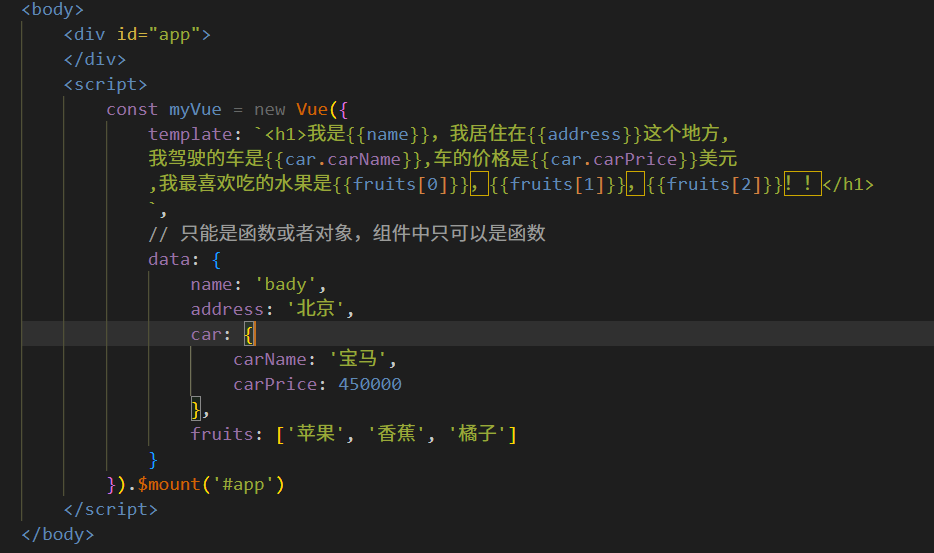 <body>
<div id="app">
</div>
<script>
const myVue = new Vue({
template: `<h1>我是{{name}}，我居住在{{address}}这个地方，
我驾驶的车是{{car.carName}},车的价格是{{car.carPrice}}美元
,我最喜欢吃的水果是{{fruits[0]}}，{{fruits[1]}}，{{fruits[2]}}！！</h1>
`,
// 只能是函数或者对象，组件中只可以是函数
data: {
name: 'bady',
address: '北京',
car: {
carName: '宝马',
carPrice: 450000
},
fruits: ['苹果', '香蕉', '橘子']
}
}).$mount('#app')
</script>
</body>